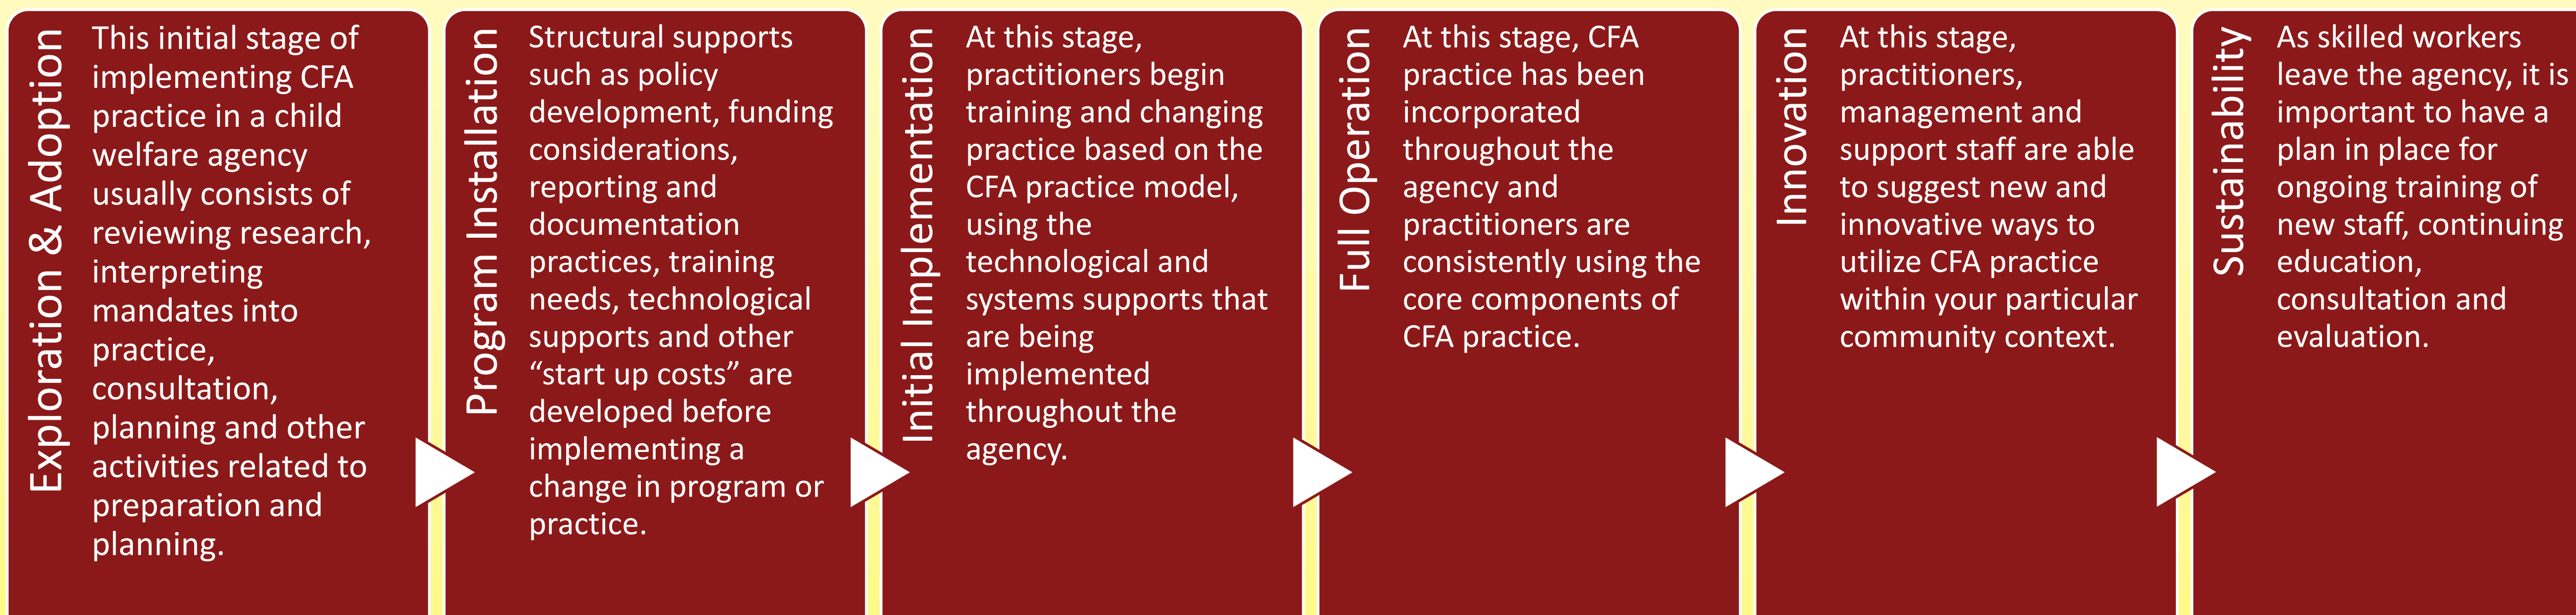 Exploration & Adoption
This initial stage of
implementing CFA
practice in a child
welfare agency
usually consists of
reviewing research,
interpreting
mandates into
practice,
consultation,
planning and other
activities related to
preparation and
planning.
Program Installation
Structural supports
such as policy
development, funding
considerations,
reporting and
documentation
practices, training
needs, technological
supports and other
“start up costs” are
developed before
implementing a
change in program or
practice.
Initial Implementation
At this stage,
practitioners begin
training and changing
practice based on the
CFA practice model,
using the
technological and
systems supports that
are being
implemented
throughout the
agency.
Full Operation
At this stage, CFA
practice has been
incorporated
throughout the
agency and
practitioners are
consistently using the
core components of
CFA practice.
Innovation
At this stage,
practitioners,
management and
support staff are able
to suggest new and
innovative ways to
utilize CFA practice
within your particular
community context.
Sustainability
As skilled workers
leave the agency, it is
important to have a
plan in place for
ongoing training of
new staff, continuing
education,
consultation and
evaluation.